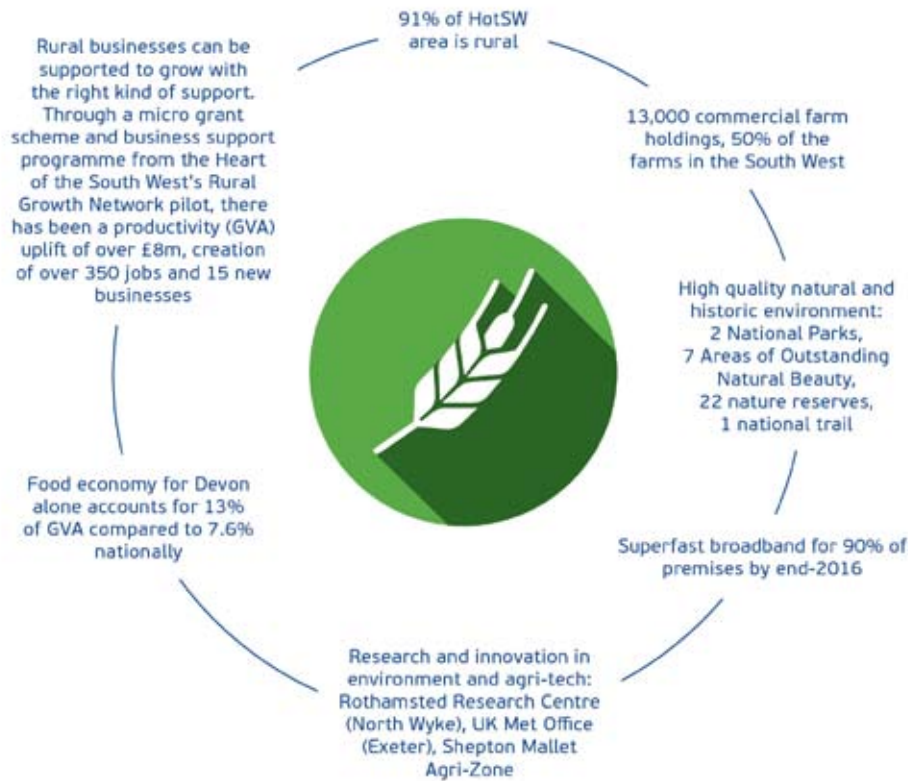 91% of HotSW
area is rural
13,000 commercial farm
holdings, 50% of the
farms in the South West
High quality natural and
historic environment:
2 National Parks,
7 Areas of Outstanding
Natural Beauty,
22 nature reserves,
1 national trail
Superfast broadband for 90% of
premises by end-2016
Research and innovation in
environment and agri-tech:
Rothamsted Research Centre
(North Wyke), UK Met Office
(Exeter), Shepton Mallet
Agri-Zone
Food economy for Devon
alone accounts for 13%
of GVA compared to 7.6%
nationally
Rural businesses can be
supported to grow with
the right kind of support.
Through a micro grant
scheme and business support
programme from the Heart
of the South West's Rural
Growth Network pilot, there
has been a productivity (GVA)
uplift of over £8m, creation
of over 350 jobs and 15 new
businesses